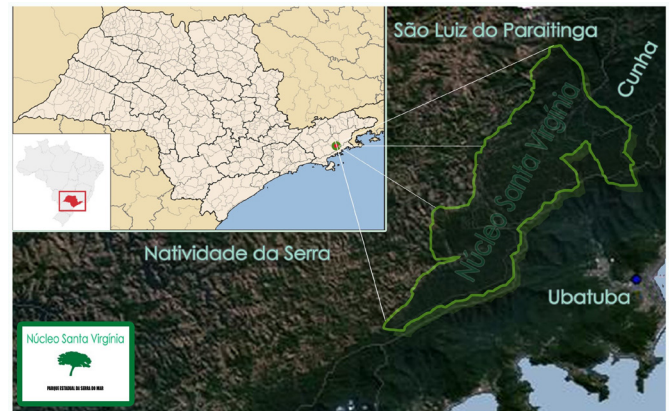 São Luiz do Paraitinga
Cunha
Núcleo Santa Virgínia
Natividade da Serra
Ubatuba
Núcleo Santa Virgínia
PARQUE ESTADUAL DA SERRA DO MAR